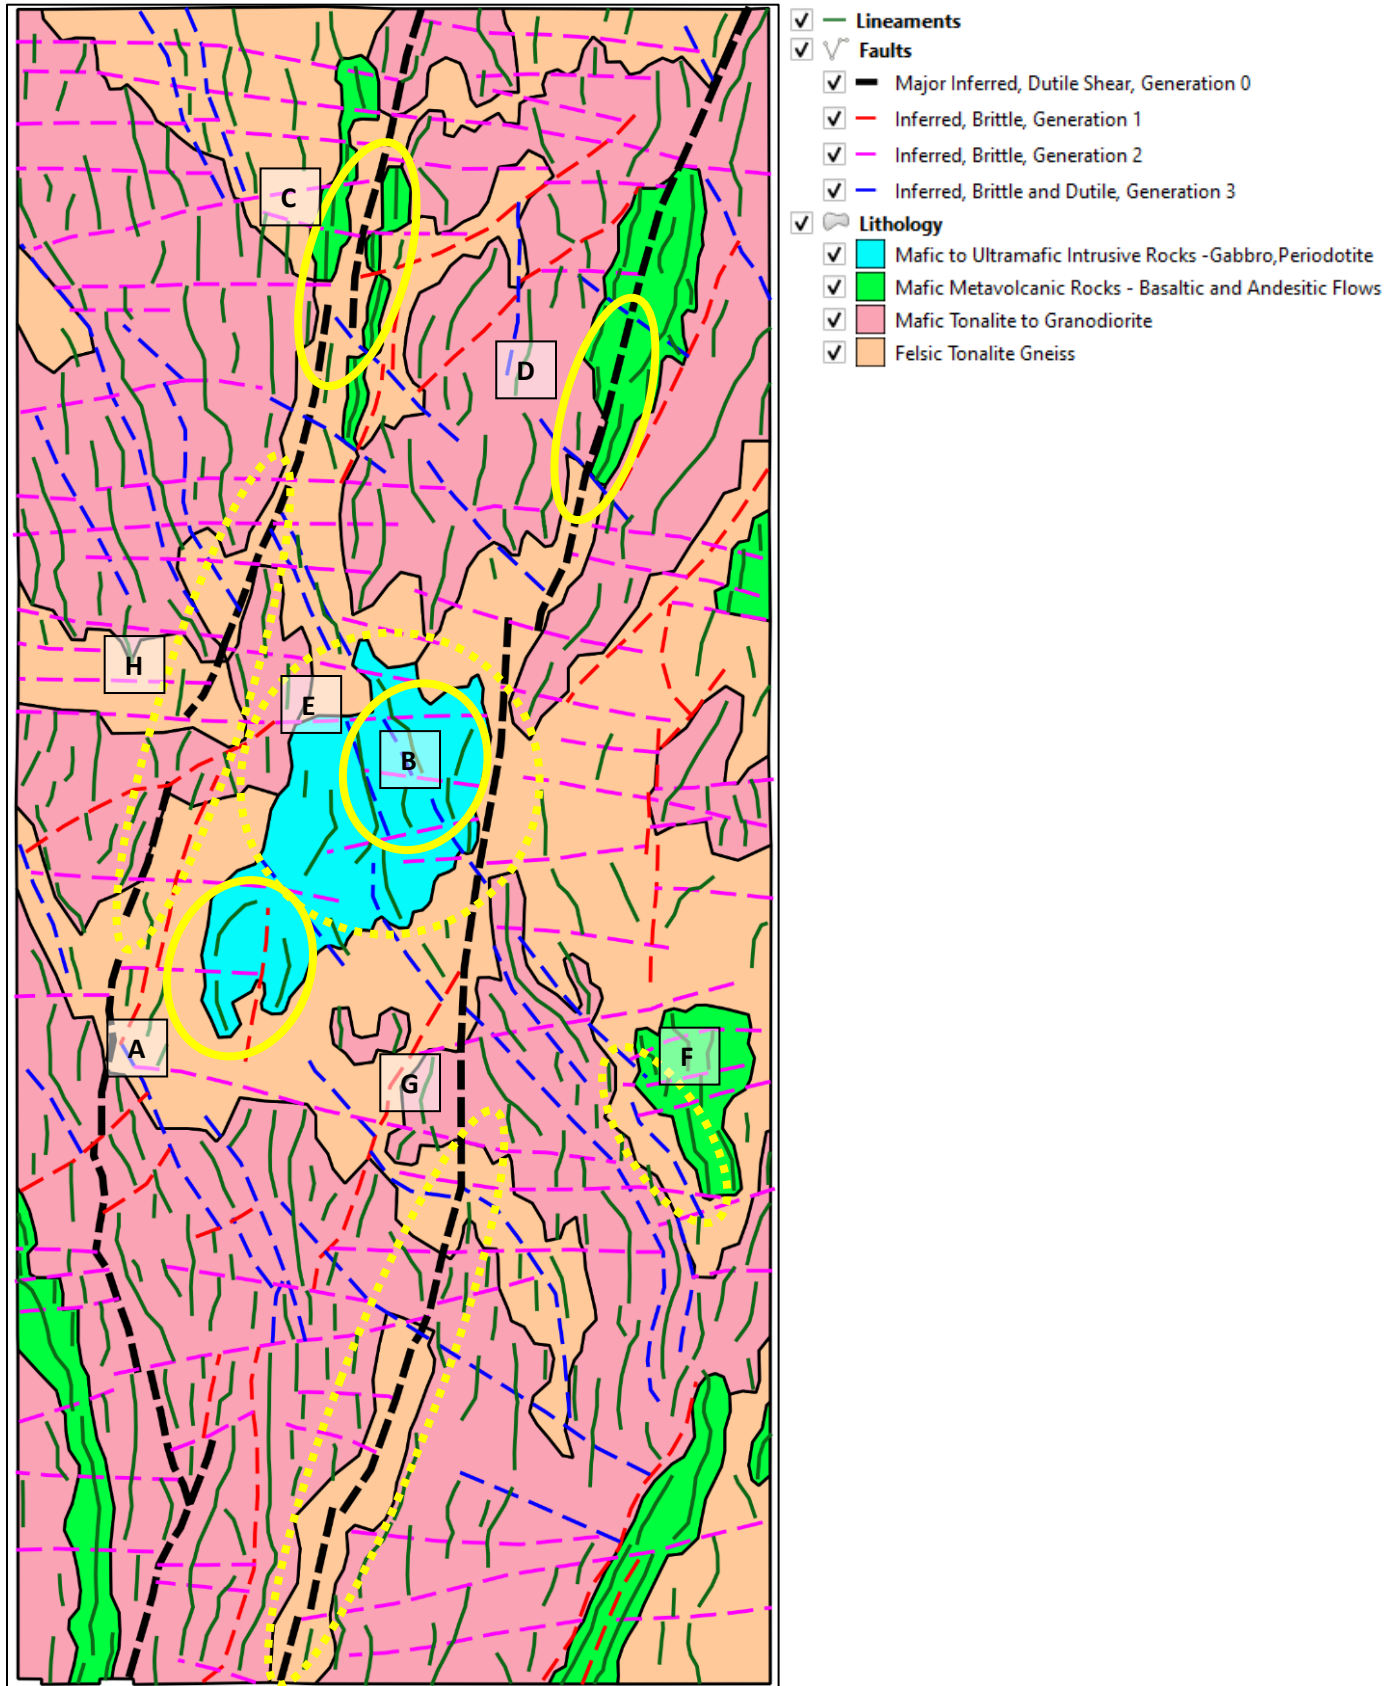 Lineaments
Faults
Major Inferred, Dutile Shear, Generation 0
Inferred, Brittle, Generation 1
Inferred, Brittle, Generation 2
Inferred, Brittle and Dutile, Generation 3
Lithology
Mafic to Ultramafic Intrusive Rocks -Gabbro,Periodotite
Mafic Metavolcanic Rocks - Basaltic and Andesitic Flows
Mafic Tonalite to Granodiorite
Felsic Tonalite Gneiss
C
D
H
E
B
A
F
G